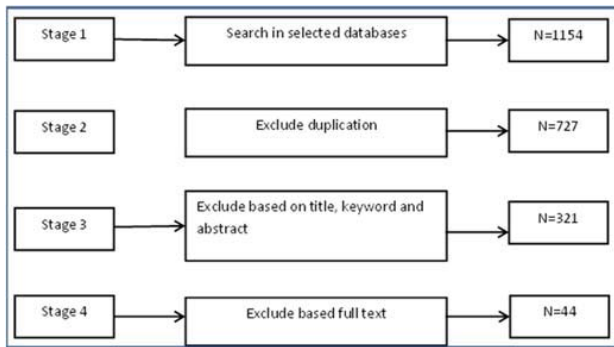 Stage 1
Search in selected databases
N=1154
Stage 2
Exclude duplication
N=727
Stage 3
Exclude based on title, keyword and
abstract
N=321
Stage 4
Exclude based full text
N=44